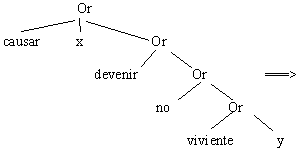 Or
causar x Or
devenir Or
no Or
viviente y